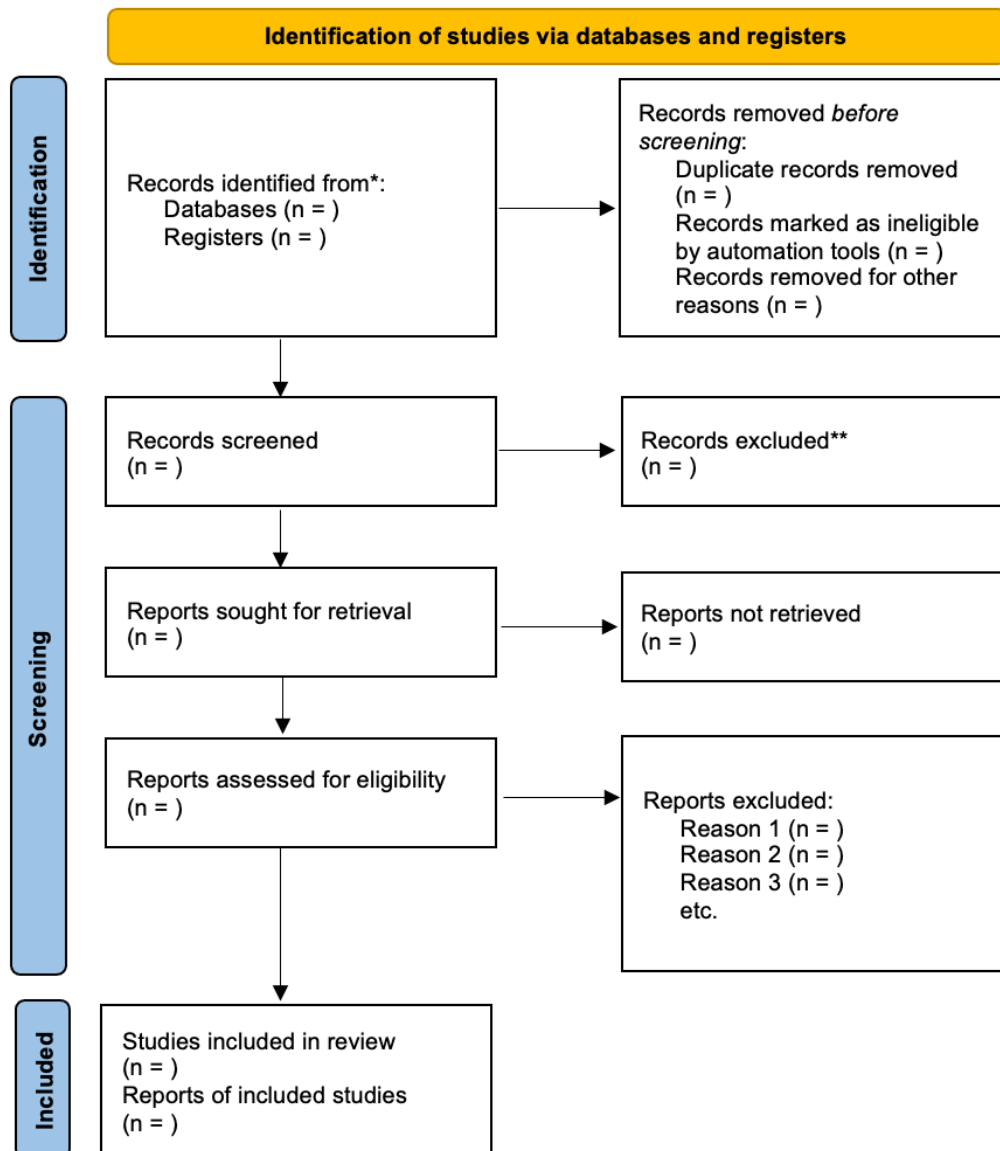 Identification of studies via databases and registers
Identification
Records identified from*:
Databases (n = )
Registers (n = )
Records removed before
screening:
Duplicate records removed
(n = )
Records marked as ineligible
by automation tools (n = )
Records removed for other
reasons (n = )
Screening
Records screened
(n = )
Records excluded**
(n = )
Reports sought for retrieval
(n = )
Reports not retrieved
(n = )
Reports assessed for eligibility
(n = )
Reports excluded:
Reason 1 (n = )
Reason 2 (n = )
Reason 3 (n = )
etc.
Included
Studies included in review
(n = )
Reports of included studies
(n = )